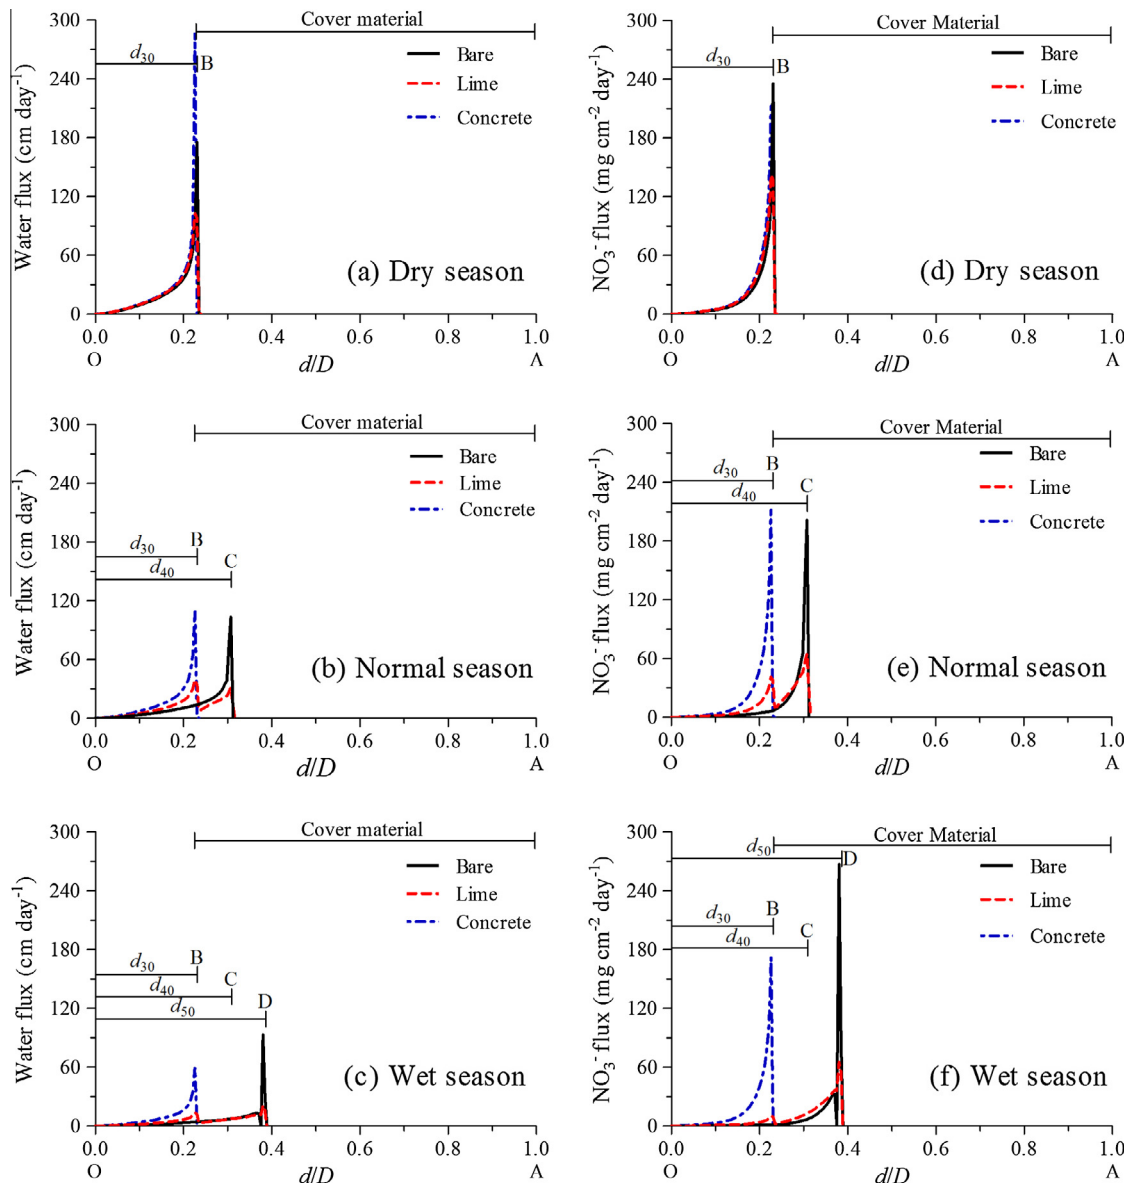 Cover material
Water flux (cm day⁻¹)
300
240
180
120
60
0
d₃₀
B
Bare
Lime
Concrete
(a) Dry season
0.0 0.2 0.4 0.6 0.8 1.0
O d/D A
Cover Material
NO₃⁻ flux (mg cm⁻² day⁻¹)
300
240
180
120
60
0
d₃₀
B
Bare
Lime
Concrete
(d) Dry season
0.0 0.2 0.4 0.6 0.8 1.0
O d/D A
Cover material
Water flux (cm day⁻¹)
300
240
180
120
60
0
Bare
Lime
Concrete
d₃₀ B
d₄₀ C
(b) Normal season
0.0 0.2 0.4 0.6 0.8 1.0
O d/D A
Cover Material
NO₃⁻ flux (mg cm⁻² day⁻¹)
300
240
180
120
60
0
Bare
Lime
Concrete
d₃₀ B
d₄₀ C
(e) Normal season
0.0 0.2 0.4 0.6 0.8 1.0
O d/D A
Cover material
Water flux (cm day⁻¹)
300
240
180
120
60
0
Bare
Lime
Concrete
d₃₀ B
d₄₀ C
d₅₀ D
(c) Wet season
0.0 0.2 0.4 0.6 0.8 1.0
O d/D A
Cover Material
NO₃⁻ flux (mg cm⁻² day⁻¹)
300
240
180
120
60
0
d₅₀ D
Bare
Lime
Concrete
d₃₀ B
d₄₀ C
(f) Wet season
0.0 0.2 0.4 0.6 0.8 1.0
O d/D A